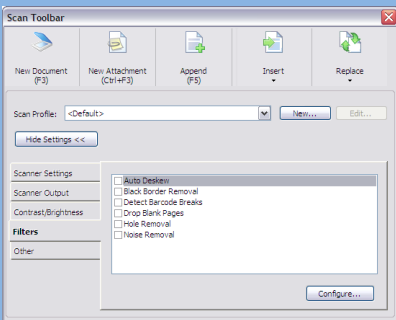 Scan Toolbar
New Document
(F3)
New Attachment
(Ctrl+F3)
Append
(F5)
Insert
Replace
Scan Profile: <Default> New... Edit...
Hide Settings <<
Scanner Settings
Scanner Output
Contrast/Brightness
Filters
Other
Auto Deskew
Black Border Removal
Detect Barcode Breaks
Drop Blank Pages
Hole Removal
Noise Removal
Configure...